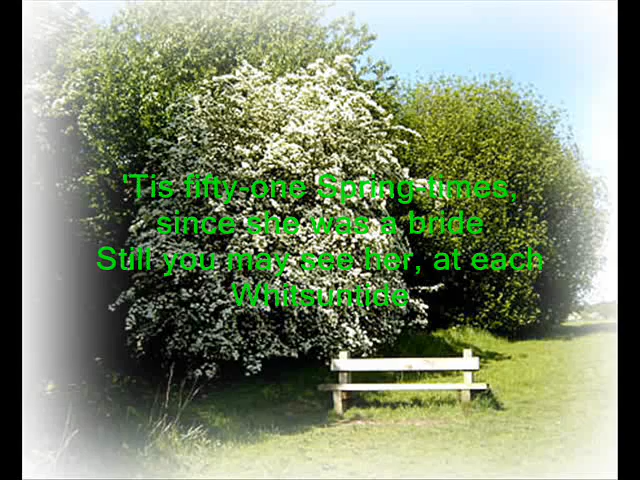 'Tis fifty-one Spring-times,
since she was a bride
Still you may see her, at each
Whitsuntide